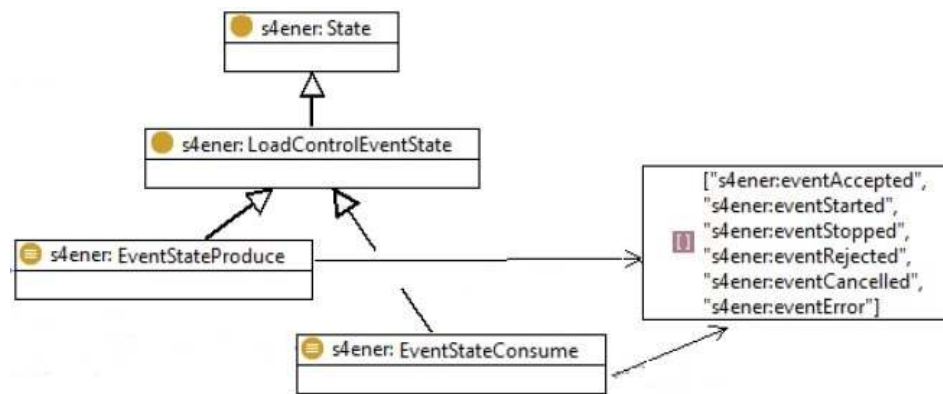 s4ener: State
s4ener: LoadControlEventState
["s4ener:eventAccepted",
"s4ener:eventStarted",
"s4ener:eventStopped",
"s4ener:eventRejected",
"s4ener:eventCancelled",
"s4ener:eventError"]
s4ener: EventStateProduce
s4ener: EventStateConsume